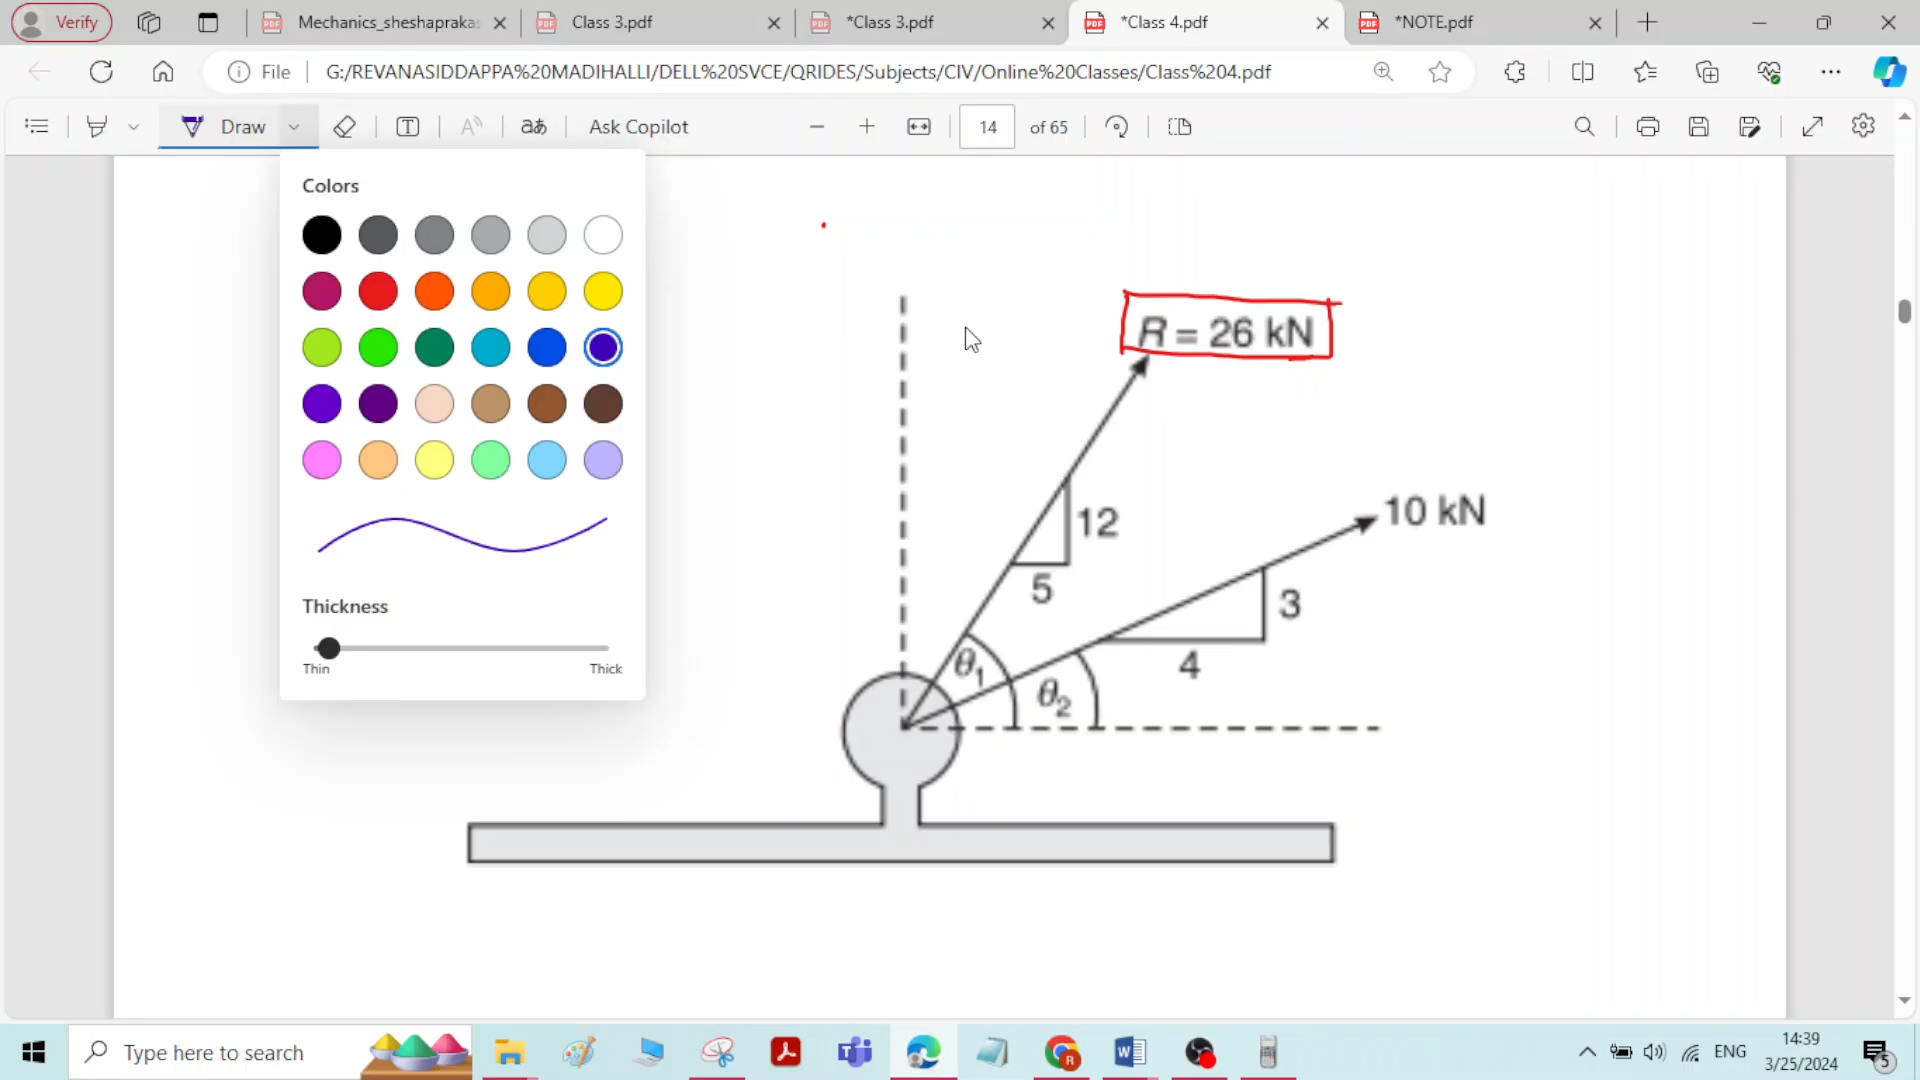 Verify
Mechanics_sheshapraka
Class 3.pdf
*Class 3.pdf
*Class 4.pdf
*NOTE.pdf
File
G:/REVANASIDDAPPA%20MADIHALLI/DELL%20SVCE/QRIDES/Subjects/CIV/Online%20Classes/Class%204.pdf
Draw
Ask Copilot
14
of 65
Colors
Thickness
Thin
Thick
R = 26 kN
10 kN
12
5
3
4
θ1
θ2
Type here to search
ENG
14:39
3/25/2024
5